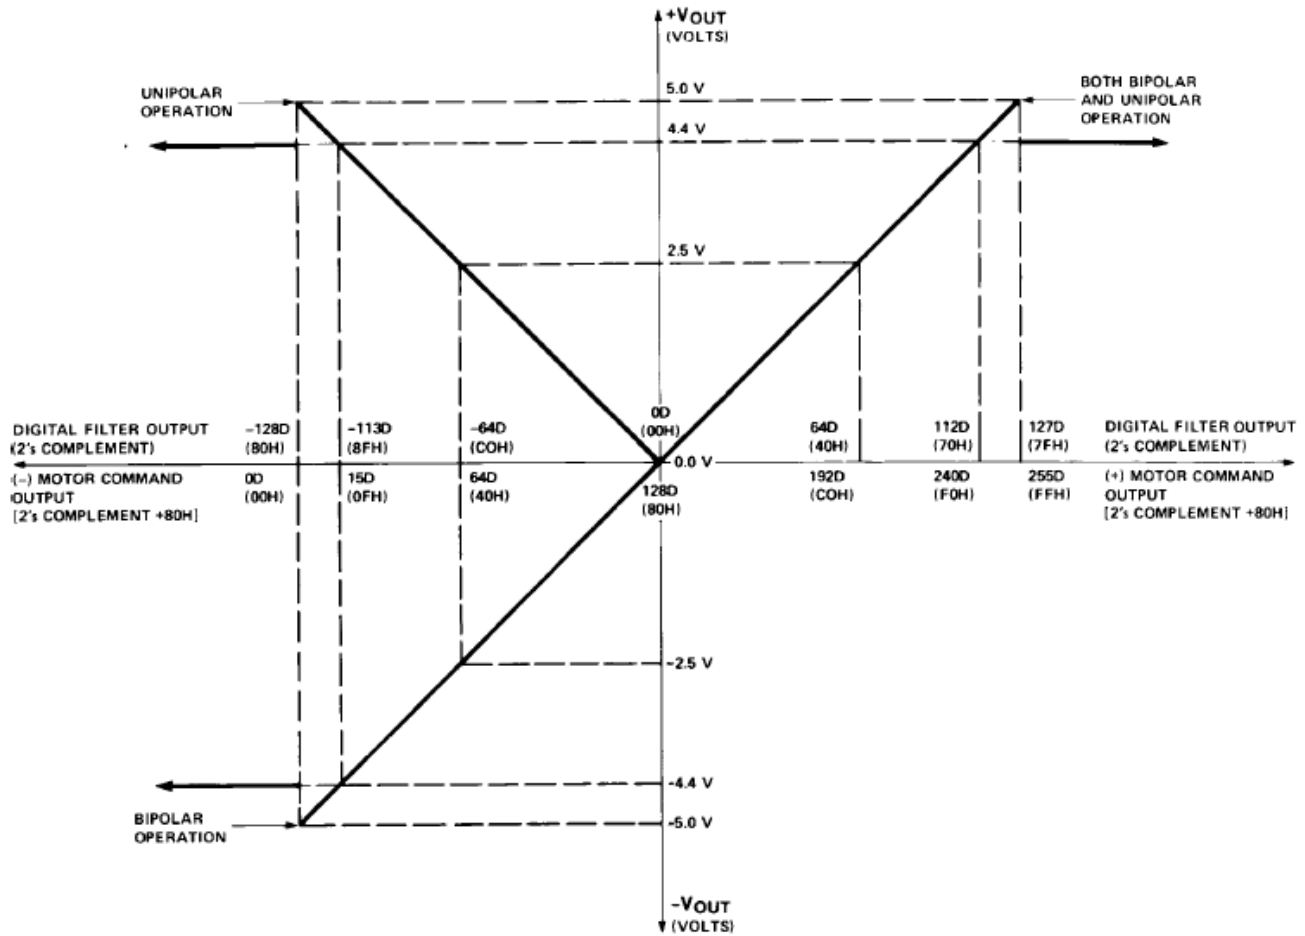 +VOUT
(VOLTS)
UNIPOLAR
OPERATION
5.0 V
BOTH BIPOLAR
AND UNIPOLAR
OPERATION
4.4 V
2.5 V
DIGITAL FILTER OUTPUT
(2's COMPLEMENT)
-128D
(80H)
-113D
(8FH)
-64D
(COH)
0D
(00H)
64D
(40H)
112D
(70H)
127D
(7FH)
DIGITAL FILTER OUTPUT
(2's COMPLEMENT)
0.0 V
(-) MOTOR COMMAND
OUTPUT
[2's COMPLEMENT +80H]
0D
(00H)
15D
(0FH)
64D
(40H)
128D
(80H)
192D
(COH)
240D
(F0H)
255D
(FFH)
(+) MOTOR COMMAND
OUTPUT
[2's COMPLEMENT +80H]
-2.5 V
-4.4 V
BIPOLAR
OPERATION
-5.0 V
-VOUT
(VOLTS)